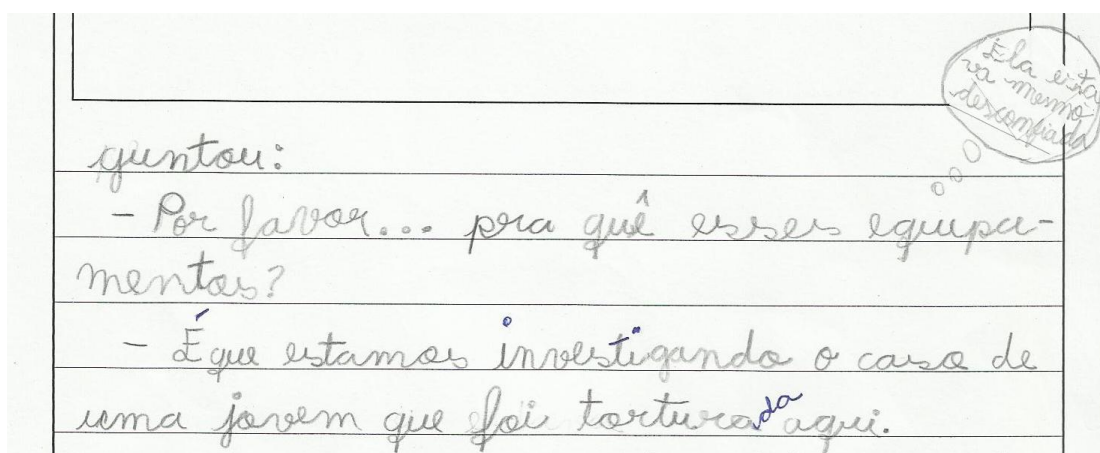 Ela esta
va mesmo
desconfiada
guntou:
- Por favor... pra quê esses equipa-
mentos?
- É que estamos investigando o caso de
uma jovem que foi torturada aqui.